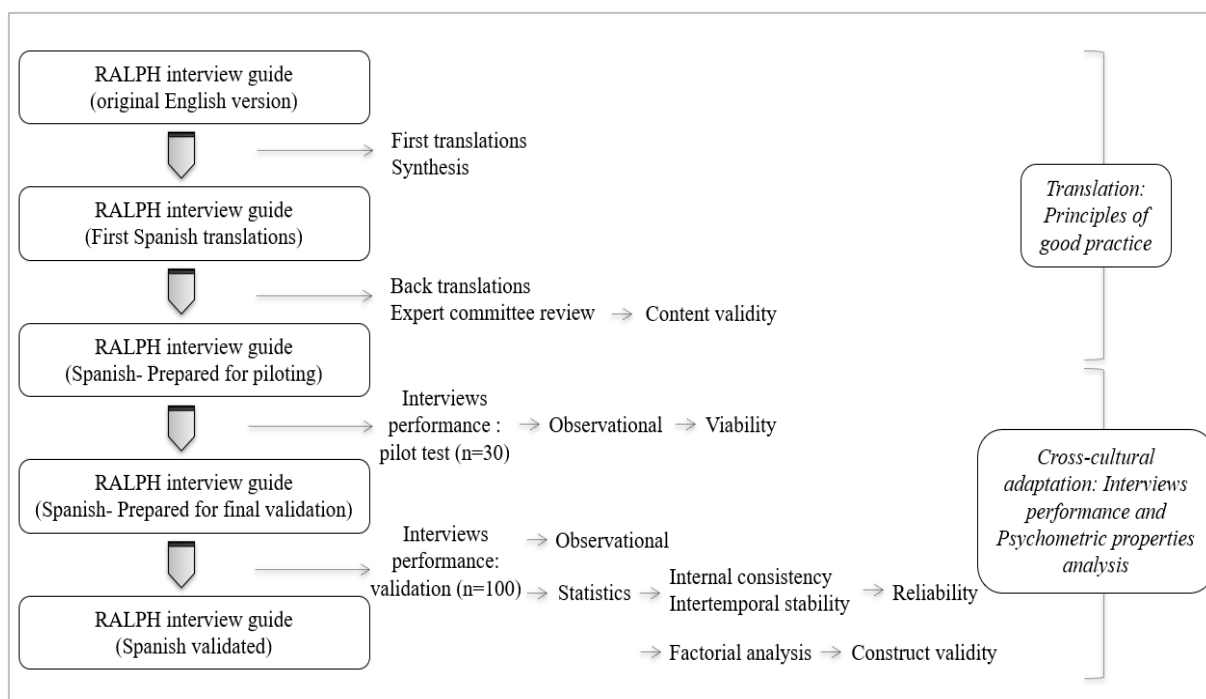 RALPH interview guide
(original English version)
First translations
Synthesis
RALPH interview guide
(First Spanish translations)
Back translations
Expert committee review → Content validity
RALPH interview guide
(Spanish- Prepared for piloting)
Interviews
performance :
pilot test (n=30)
→ Observational → Viability
RALPH interview guide
(Spanish- Prepared for final validation)
Interviews
performance:
validation (n=100)
→ Observational
→ Statistics
→ Internal consistency
Intertemporal stability
→ Reliability
→ Factorial analysis → Construct validity
RALPH interview guide
(Spanish validated)
Translation:
Principles of
good practice
Cross-cultural
adaptation: Interviews
performance and
Psychometric properties
analysis